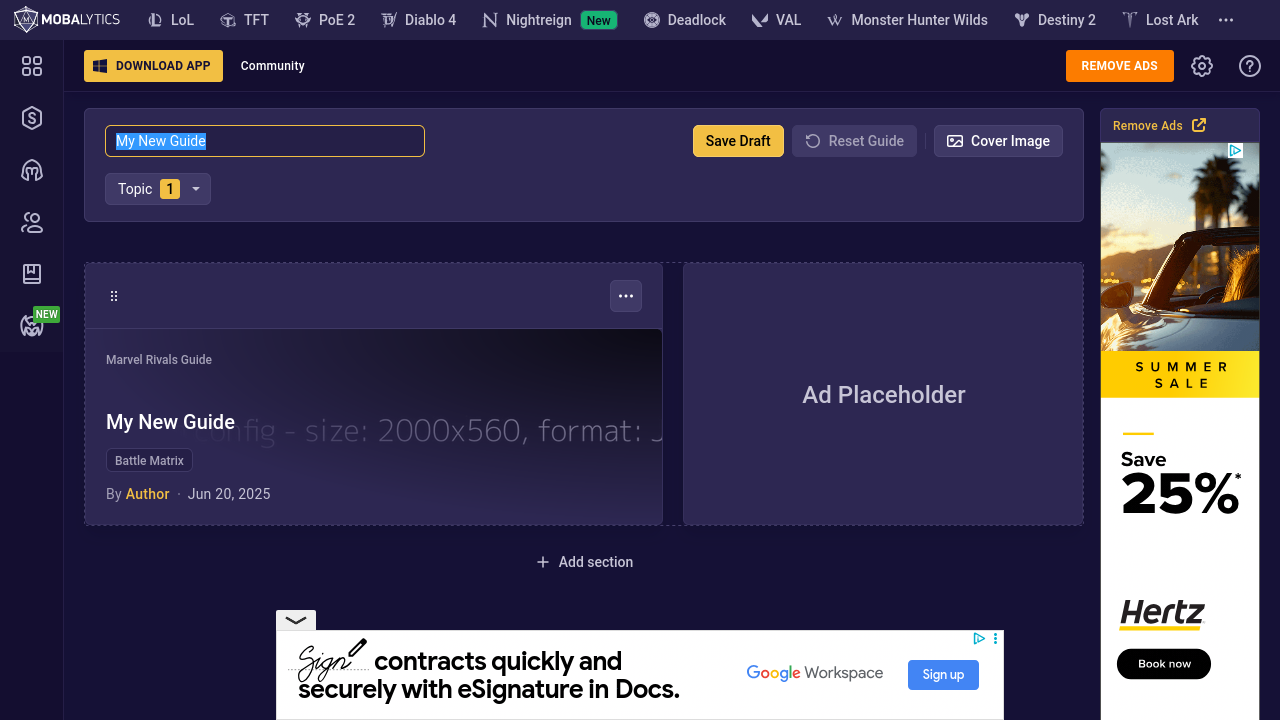 MOBALYTICS
LoL
TFT
PoE 2
Diablo 4
Nightreign New
Deadlock
VAL
Monster Hunter Wilds
Destiny 2
Lost Ark
DOWNLOAD APP
Community
REMOVE ADS
NEW
My New Guide
Save Draft
Reset Guide
Cover Image
Topic 1
Marvel Rivals Guide
My New Guide
onfig - size: 2000x560, format: J
Battle Matrix
By Author · Jun 20, 2025
Ad Placeholder
Add section
Remove Ads
SUMMER
SALE
Save
25%*
Hertz
Book now
Sign contracts quickly and
securely with eSignature in Docs.
Google Workspace
Sign up